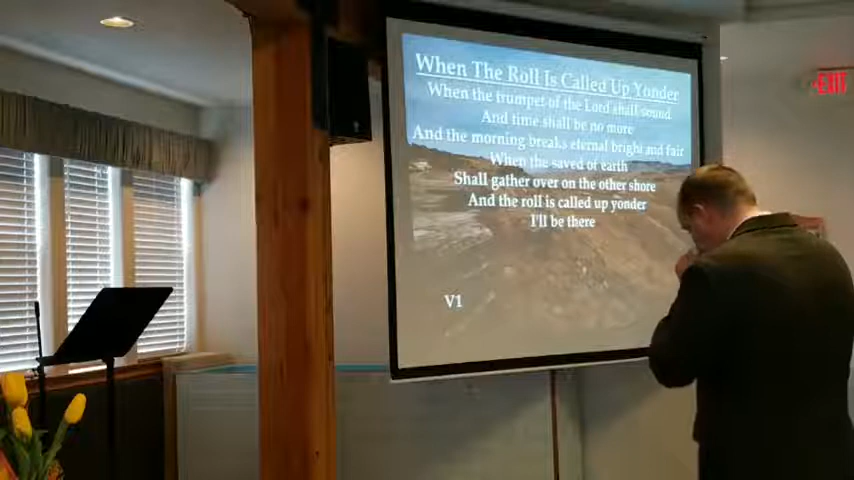 When The Roll Is Called Up Yonder
When the trumpet of the Lord shall sound
And time shall be no more
And the morning breaks eternal bright and fair
When the saved of earth
Shall gather over on the other shore
And the roll is called up yonder
I'll be there
V1
EXIT